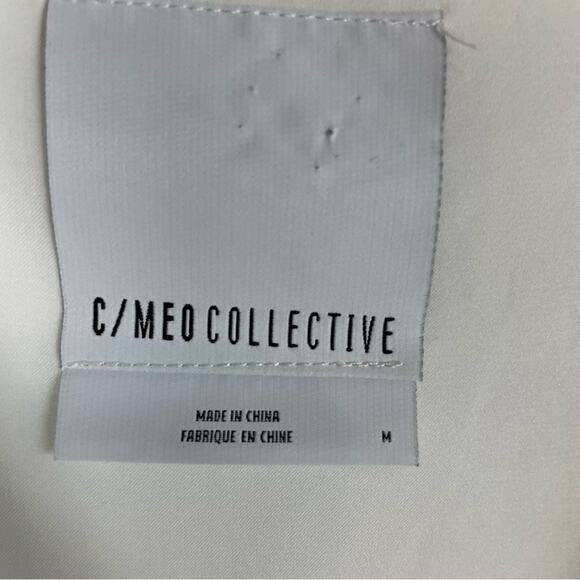 C/MEO COLLECTIVE
MADE IN CHINA
FABRIQUE EN CHINE M